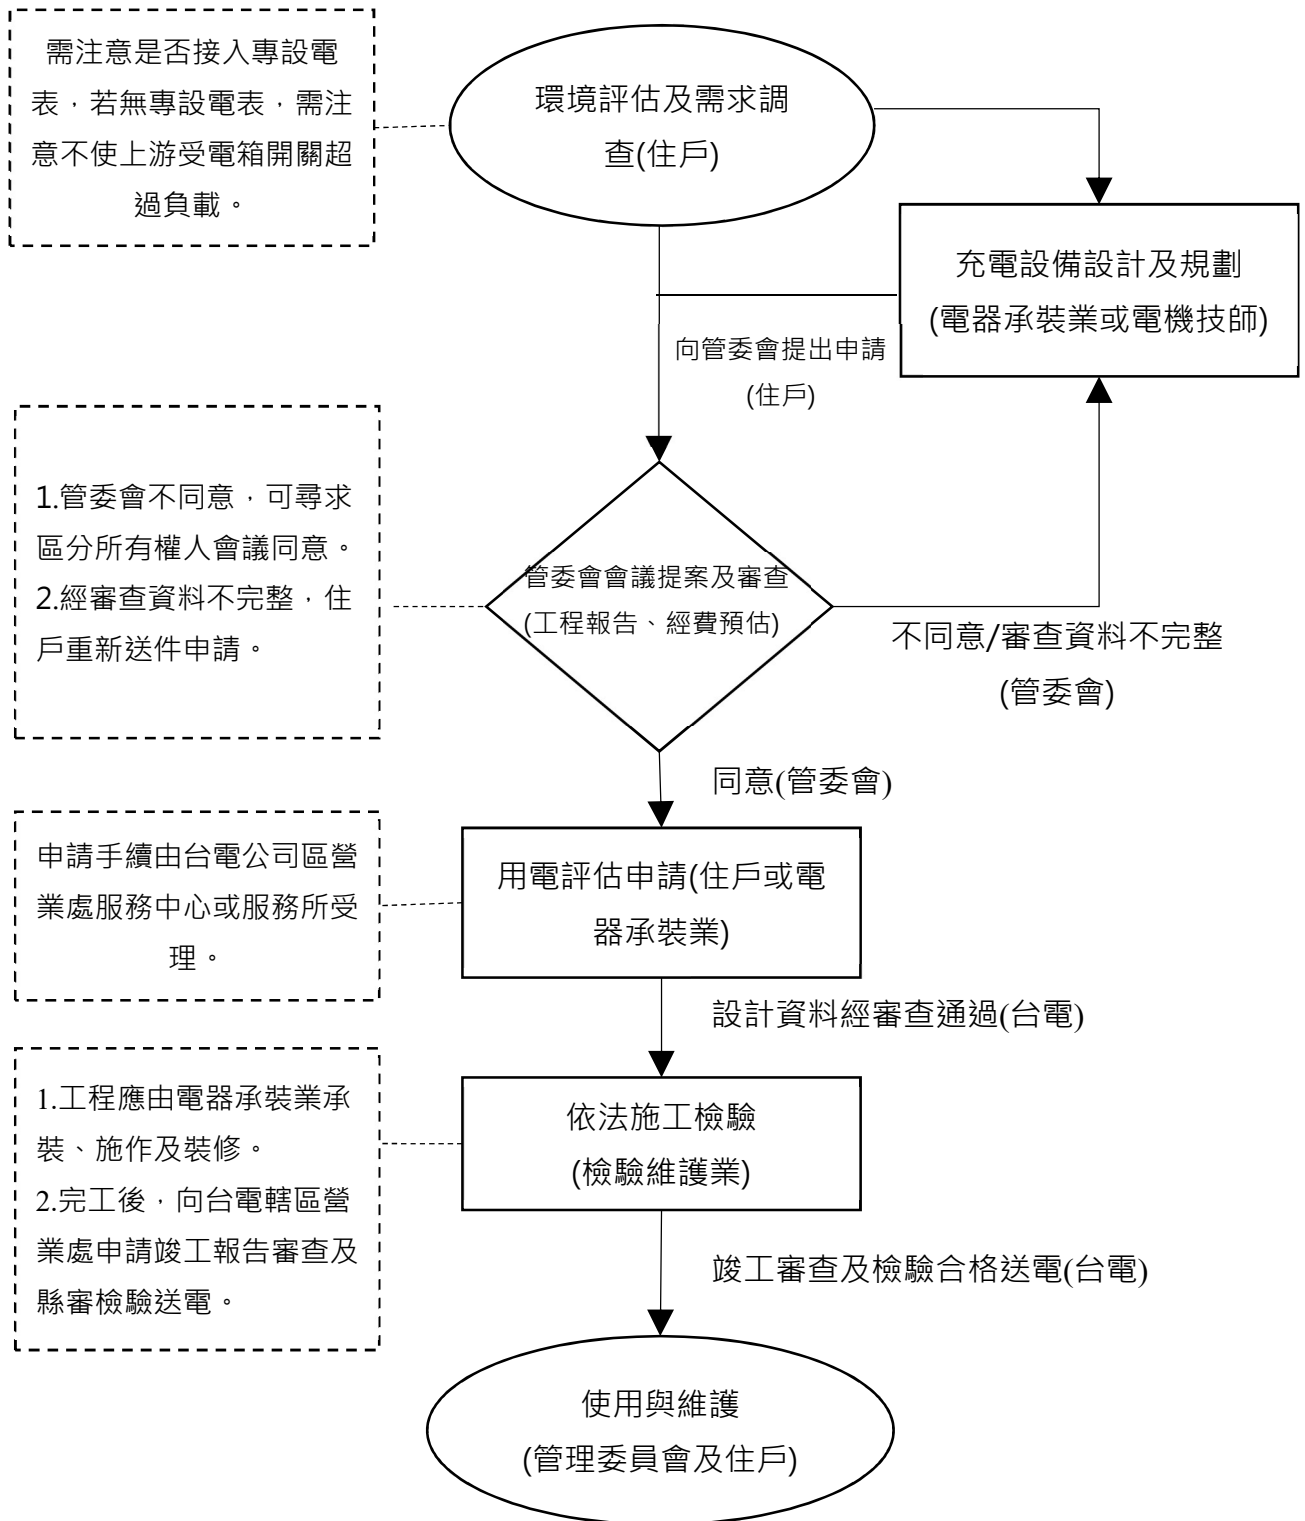 需注意是否接入專設電
表，若無專設電表，需注
意不使上游受電箱開關超
過負載。
環境評估及需求調
查(住戶)
充電設備設計及規劃
(電器承裝業或電機技師)
向管委會提出申請
(住戶)
1.管委會不同意，可尋求
區分所有權人會議同意。
2.經審查資料不完整，住
戶重新送件申請。
管委會會議提案及審查
(工程報告、經費預估)
不同意/審查資料不完整
(管委會)
同意(管委會)
申請手續由台電公司區營
業處服務中心或服務所受
理。
用電評估申請(住戶或電
器承裝業)
設計資料經審查通過(台電)
1.工程應由電器承裝業承
裝、施作及裝修。
2.完工後，向台電轄區營
業處申請竣工報告審查及
縣審檢驗送電。
依法施工檢驗
(檢驗維護業)
竣工審查及檢驗合格送電(台電)
使用與維護
(管理委員會及住戶)